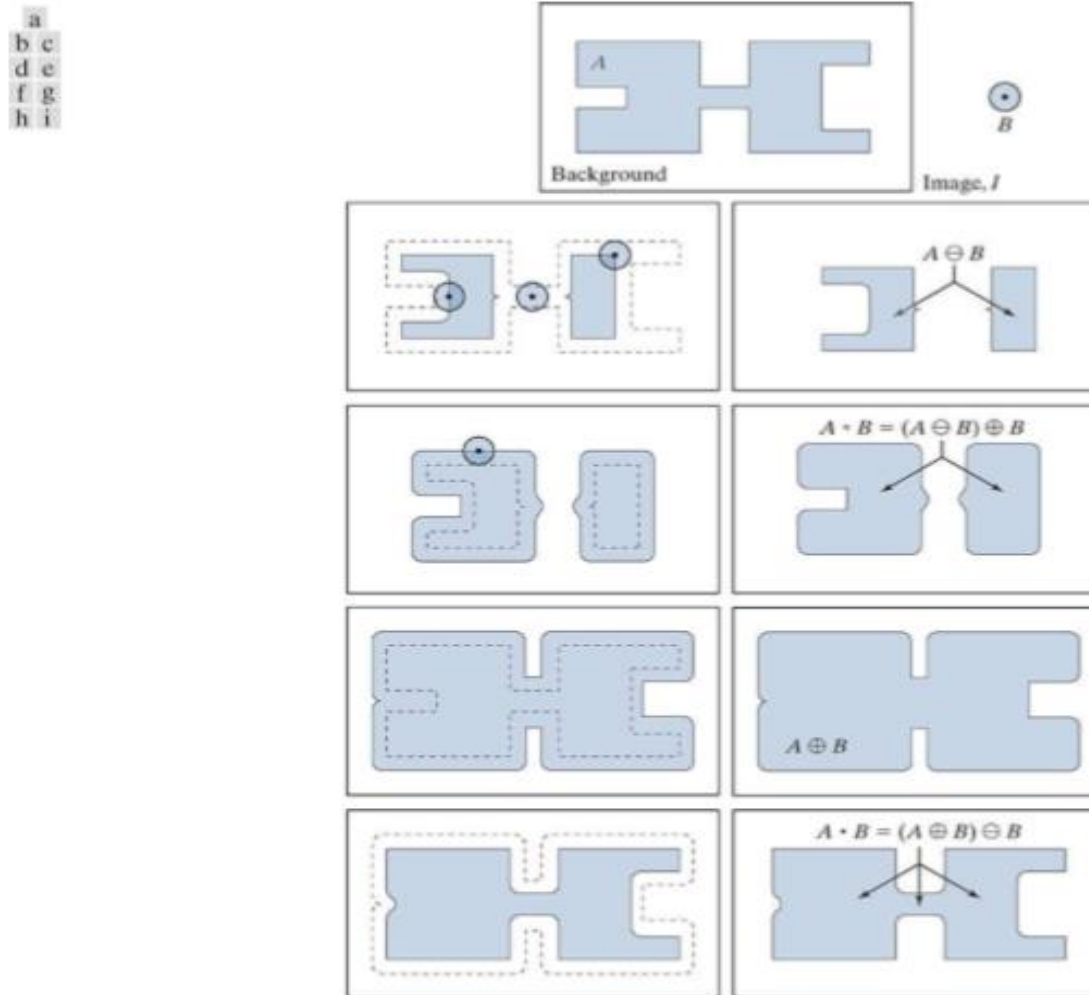 a
b c
d e
f g
h i
A
B
Background
Image, I
A ⊖ B
A ∘ B = (A ⊖ B) ⊕ B
A ⊕ B
A • B = (A ⊕ B) ⊖ B